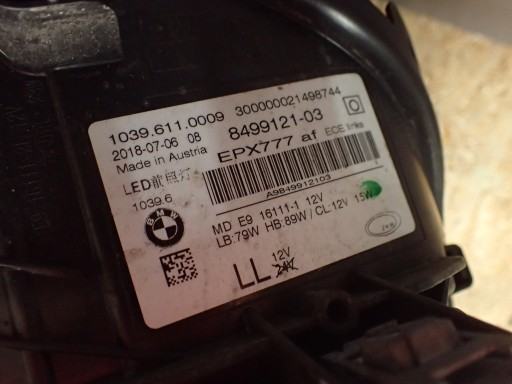 1039.611.0009 300000021498744
2018-07-06 08 8499121-03
Made in Austria EPX777 af ECE links
LED前照灯
1039.6 A9849912103
BMW
MD E9 16111-1 12V
LB:79W HB:89W / CL:12V 15W
LL 12V
24V